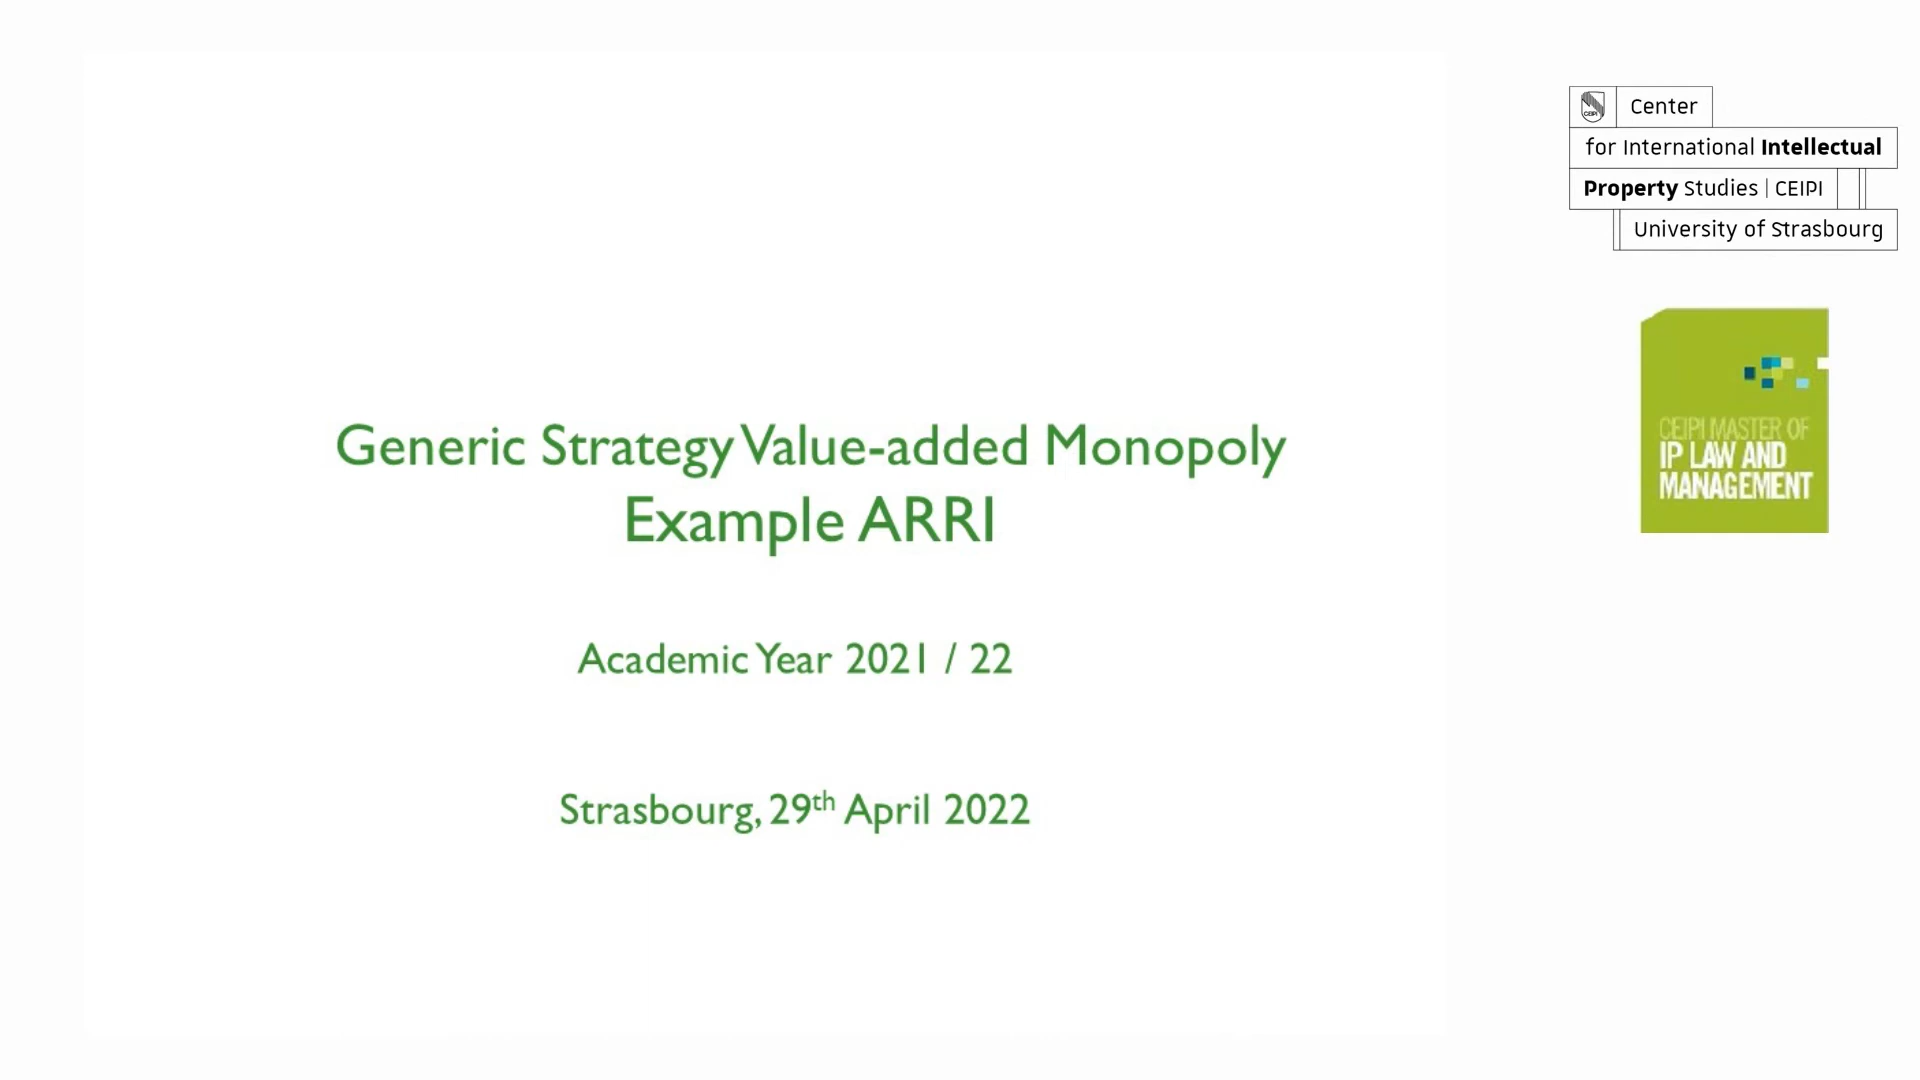 Generic Strategy Value-added Monopoly
Example ARRI
Academic Year 2021 / 22
Strasbourg, 29th April 2022
CEIPI
Center
for International Intellectual
Property Studies | CEIPI
University of Strasbourg
CEIPI MASTER OF
IP LAW AND
MANAGEMENT